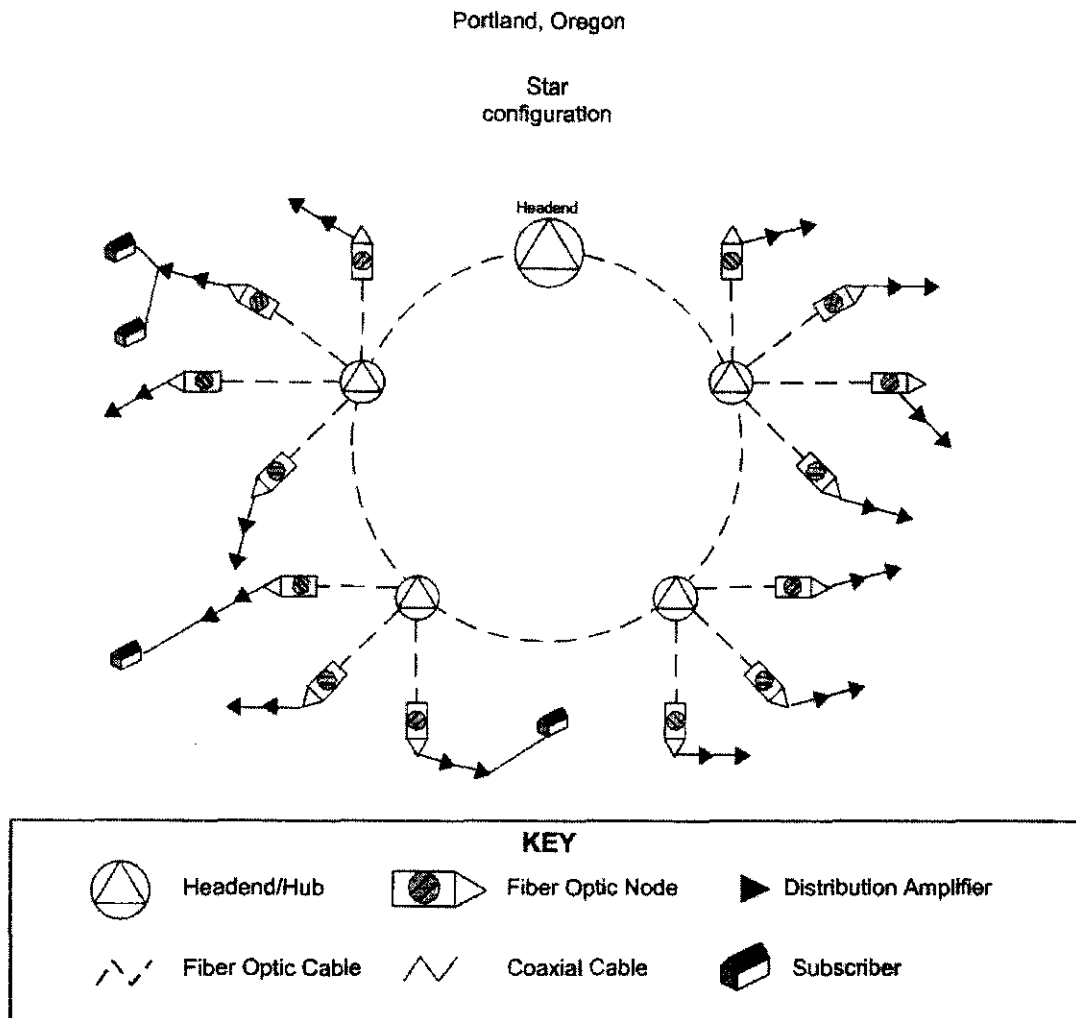 Portland, Oregon
Star
configuration
Headend
KEY
Headend/Hub
Fiber Optic Node
Distribution Amplifier
Fiber Optic Cable
Coaxial Cable
Subscriber